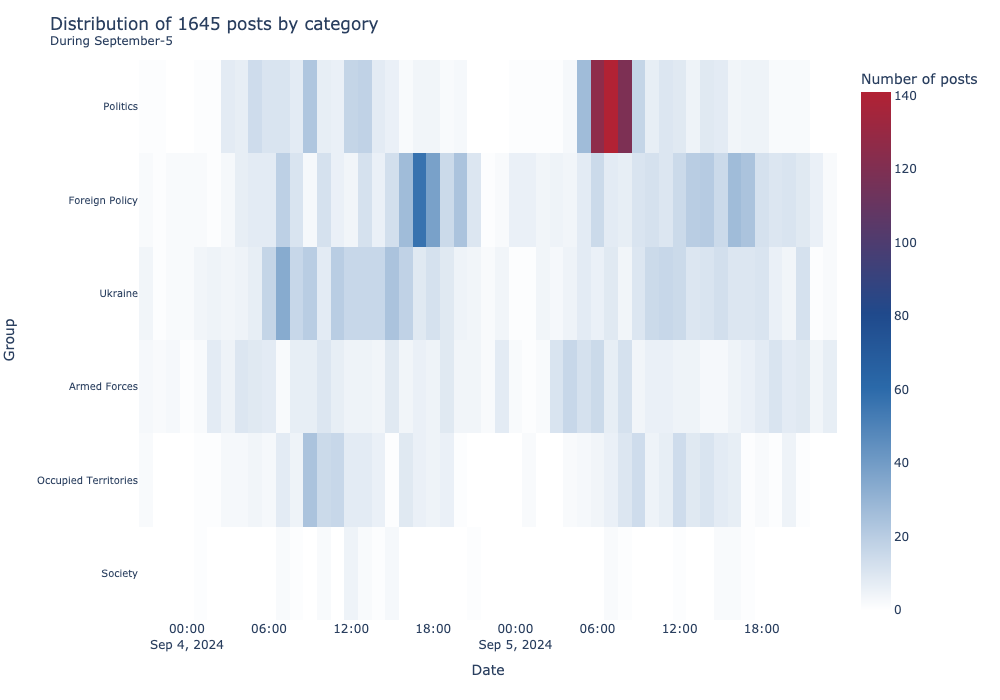 Distribution of 1645 posts by category
During September-5
Number of posts
140
120
100
80
60
40
20
0
Group
Politics
Foreign Policy
Ukraine
Armed Forces
Occupied Territories
Society
00:00
Sep 4, 2024
06:00
12:00
18:00
00:00
Sep 5, 2024
06:00
12:00
18:00
Date